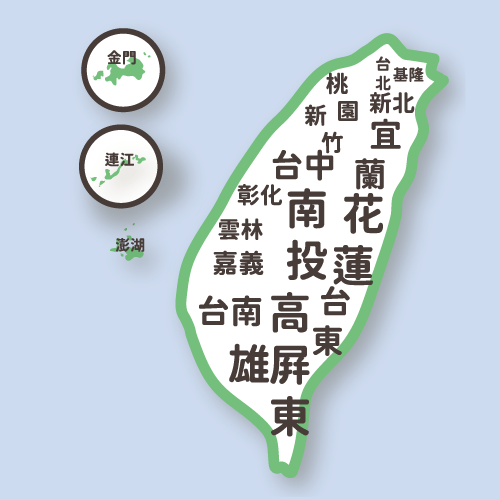 金門
連江
澎湖
台北
基隆
新北
桃園
新竹
宜蘭
台中
彰化
南投
花蓮
雲林
嘉義
台南
高雄
台東
屏東